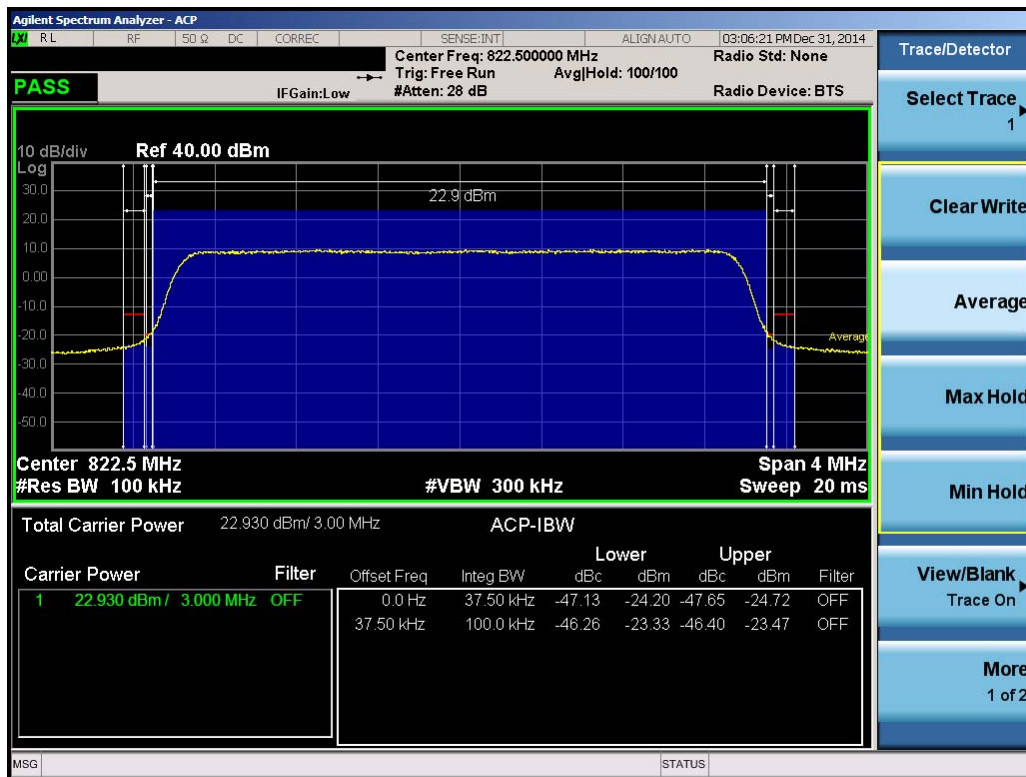 Agilent Spectrum Analyzer - ACP
LXI RL RF 50 Ω DC CORREC SENSE:INT ALIGN AUTO 03:06:21 PM Dec 31, 2014
Center Freq: 822.500000 MHz Radio Std: None
Trig: Free Run Avg|Hold: 100/100
PASS IFGain:Low #Atten: 28 dB Radio Device: BTS
10 dB/div Ref 40.00 dBm
Log
30.0
22.9 dBm
20.0
10.0
0.00
-10.0
-20.0
Average
-30.0
-40.0
-50.0
Center 822.5 MHz Span 4 MHz
#Res BW 100 kHz #VBW 300 kHz Sweep 20 ms
Total Carrier Power 22.930 dBm/ 3.00 MHz ACP-IBW
Lower Upper
Carrier Power Filter Offset Freq Integ BW dBc dBm dBc dBm Filter
1 22.930 dBm / 3.000 MHz OFF 0.0 Hz 37.50 kHz -47.13 -24.20 -47.65 -24.72 OFF
37.50 kHz 100.0 kHz -46.26 -23.33 -46.40 -23.47 OFF
MSG STATUS
Trace/Detector
Select Trace
1
Clear Write
Average
Max Hold
Min Hold
View/Blank
Trace On
More
1 of 2